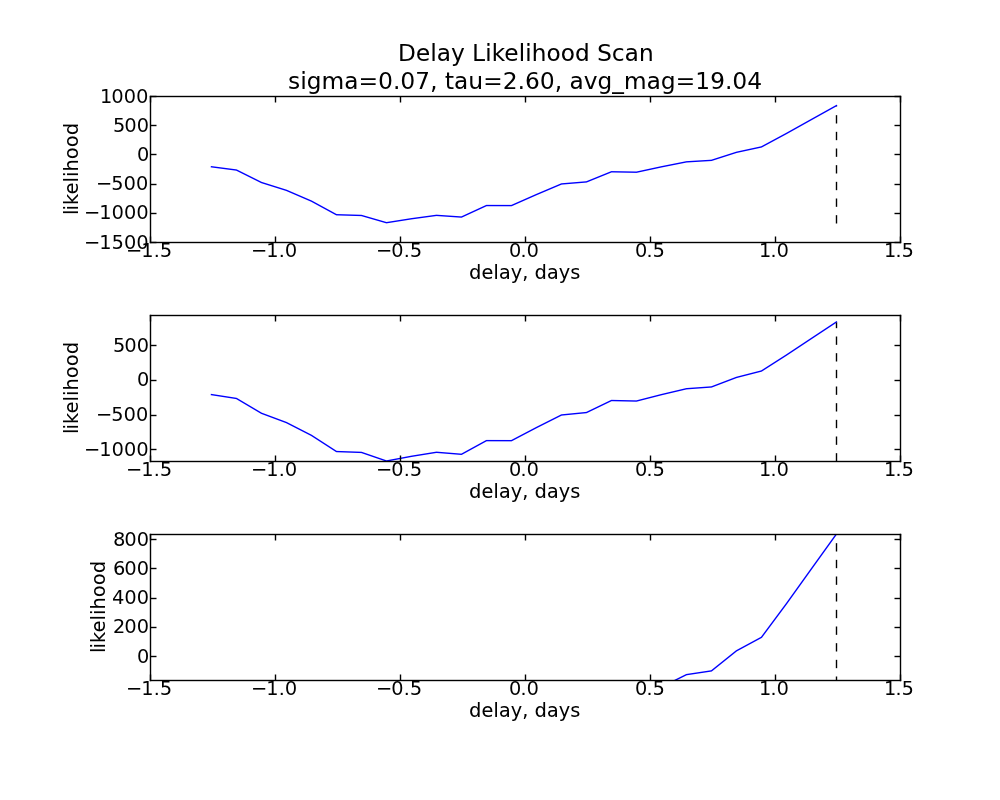 Delay Likelihood Scan
sigma=0.07, tau=2.60, avg_mag=19.04
1000
500
0
−500
−1000
−1500
likelihood
−1.5 −1.0 −0.5 0.0 0.5 1.0 1.5
delay, days
500
0
−500
−1000
likelihood
−1.5 −1.0 −0.5 0.0 0.5 1.0 1.5
delay, days
800
600
400
200
0
likelihood
−1.5 −1.0 −0.5 0.0 0.5 1.0 1.5
delay, days